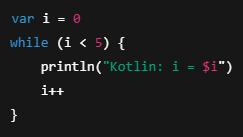 var i = 0
while (i < 5) {
    println("Kotlin: i = $i")
    i++
}